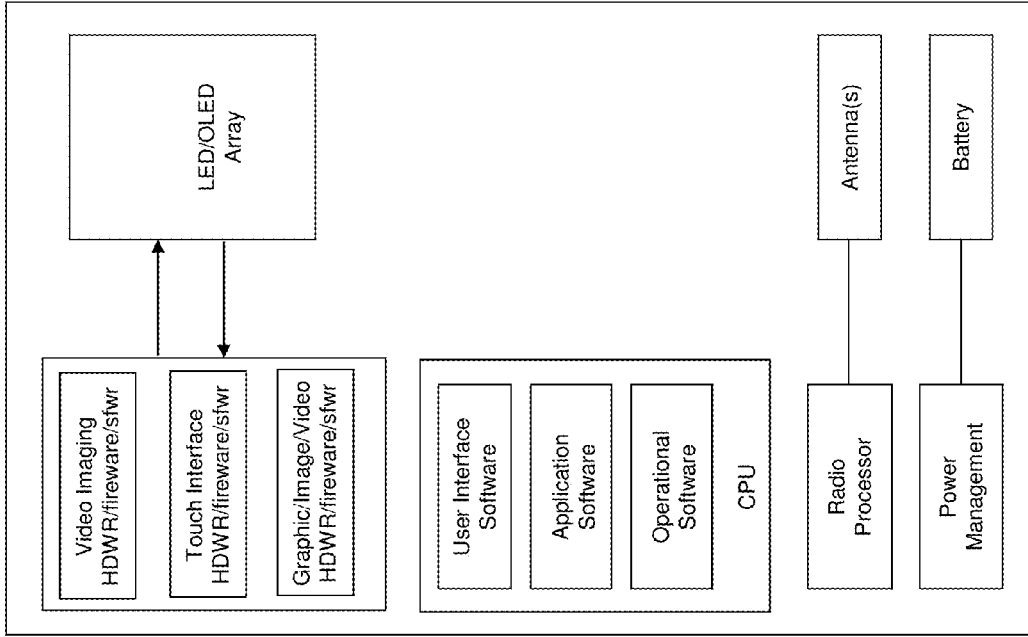 Video Imaging
HDWR/fireware/sfwr
Touch Interface
HDWR/fireware/sfwr
Graphic/Image/Video
HDWR/fireware/sfwr
LED/OLED
Array
User Interface
Software
Application
Software
Operational
Software
CPU
Radio
Processor
Antenna(s)
Power
Management
Battery